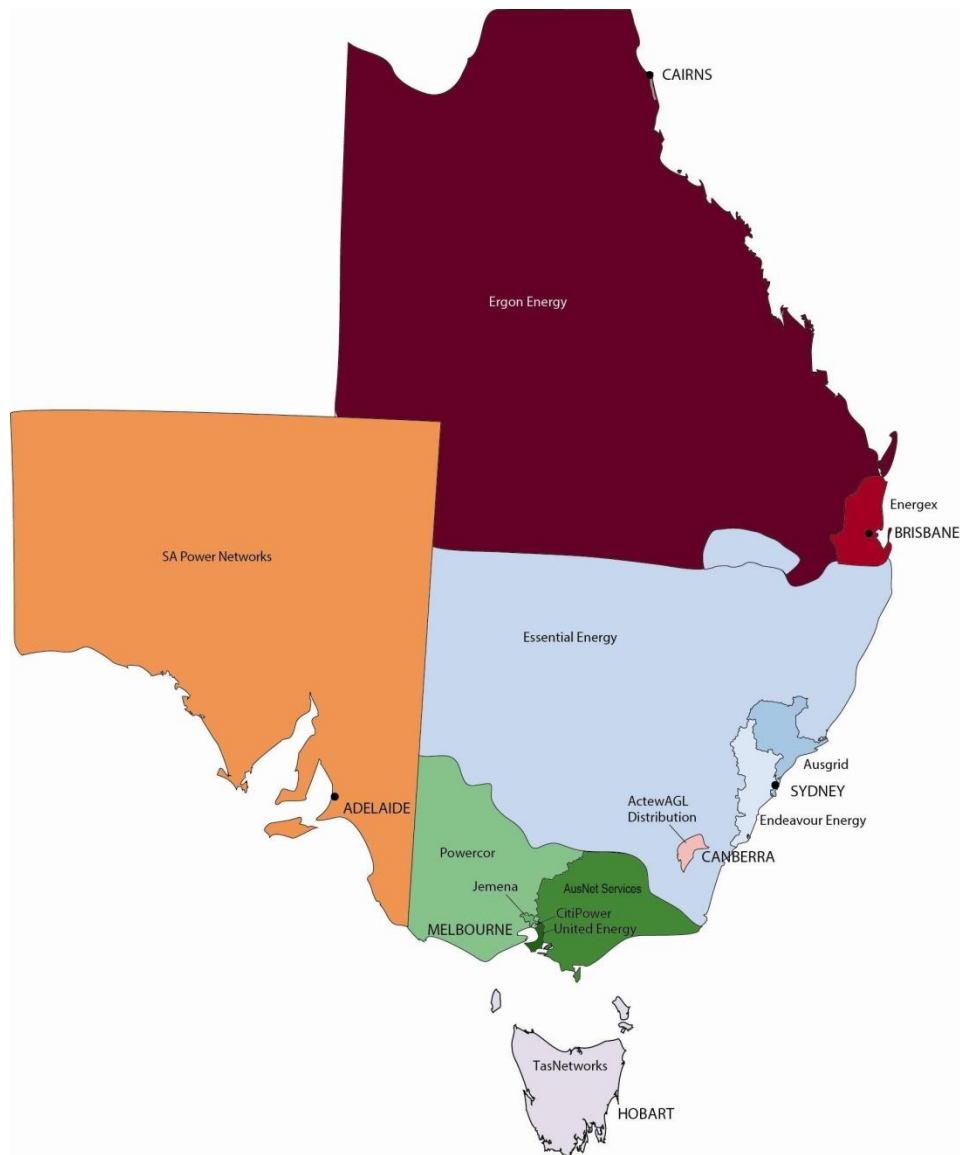 CAIRNS
Ergon Energy
Energex
BRISBANE
SA Power Networks
Essential Energy
Ausgrid
SYDNEY
ActewAGL
Distribution
Endeavour Energy
ADELAIDE
CANBERRA
Powercor
Jemena
AusNet Services
CitiPower
MELBOURNE
United Energy
TasNetworks
HOBART